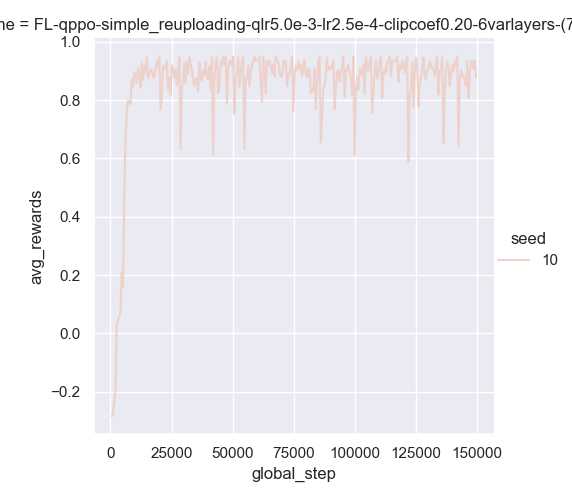 me = FL-qppo-simple_reuploading-qlr5.0e-3-lr2.5e-4-clipcoef0.20-6varlayers-(7
1.0
0.8
0.6
0.4
0.2
0.0
−0.2
avg_rewards
0 25000 50000 75000 100000 125000 150000
global_step
seed
10